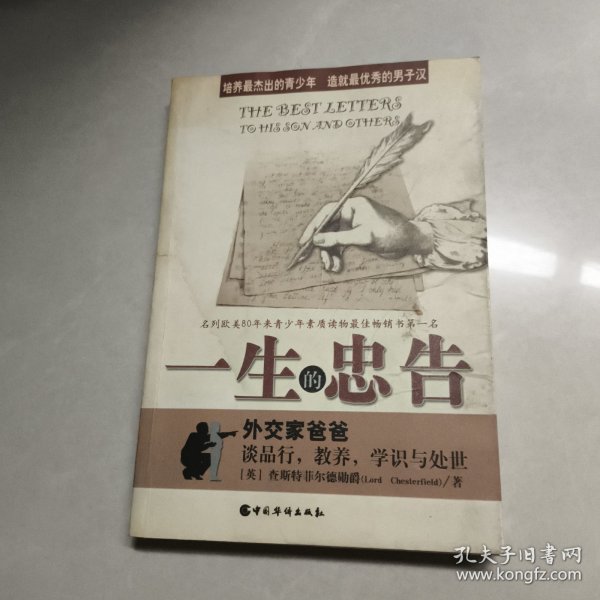 培养最杰出的青少年 造就最优秀的男子汉
THE BEST LETTERS
TO HIS SON AND OTHERS
名列欧美80年来青少年素质读物最佳畅销书第一名
一生的忠告
外交家爸爸
谈品行，教养，学识与处世
[英] 查斯特菲尔德勋爵(Lord Chesterfield)/著
中国华侨出版社
孔夫子旧书网
www.kongfz.com